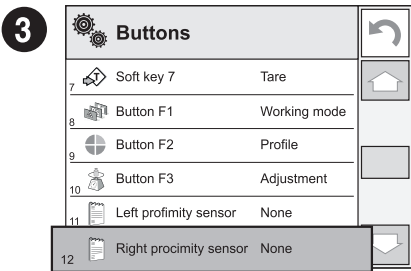 3
Buttons
7 Soft key 7 Tare
8 Button F1 Working mode
9 Button F2 Profile
10 Button F3 Adjustment
11 Left profimity sensor None
12 Right procimity sensor None